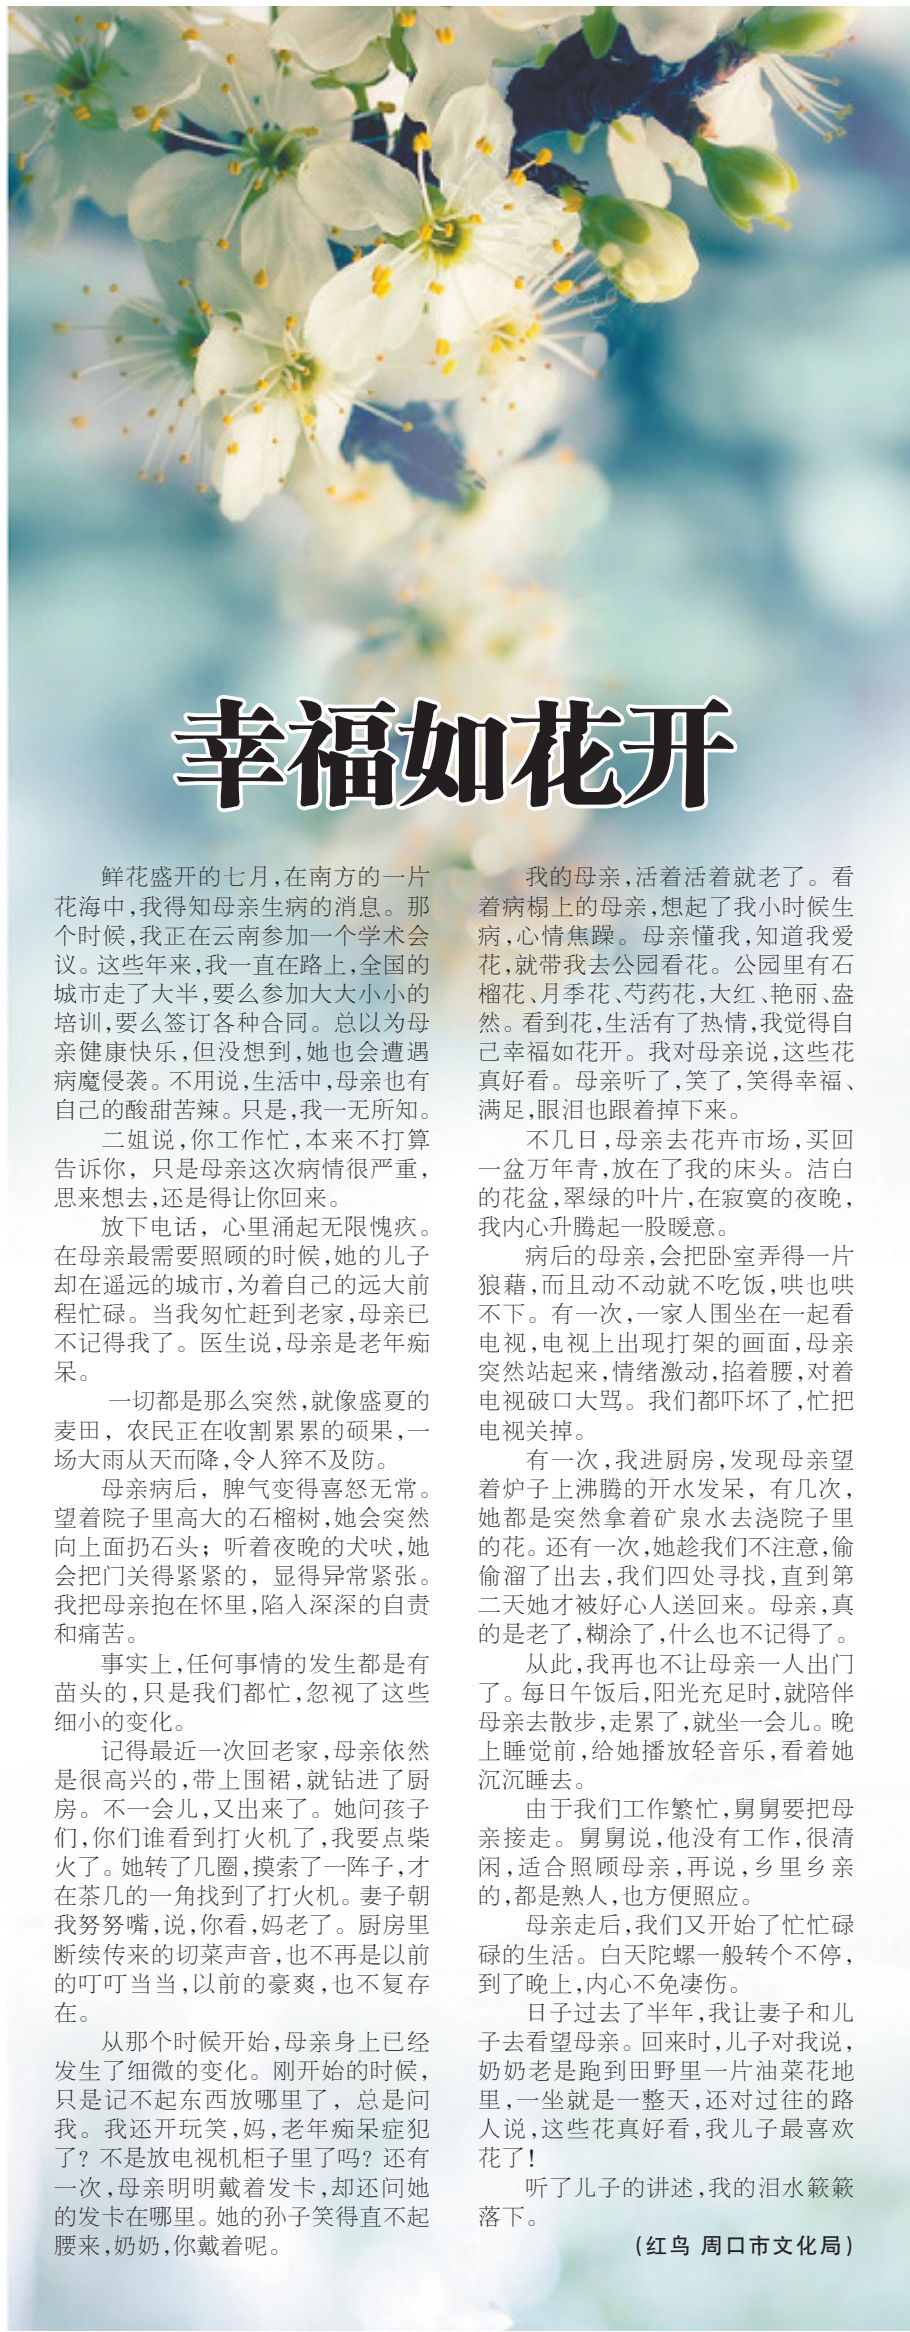 幸福如花开
鲜花盛开的七月,在南方的一片
花海中,我得知母亲生病的消息。那
个时候,我正在云南参加一个学术会
议。这些年来,我一直在路上,全国的
城市走了大半,要么参加大大小小的
培训,要么签订各种合同。总以为母
亲健康快乐,但没想到,她也会遭遇
病魔侵袭。不用说,生活中,母亲也有
自己的酸甜苦辣。只是,我一无所知。
二姐说,你工作忙,本来不打算
告诉你，只是母亲这次病情很严重，
思来想去,还是得让你回来。
放下电话，心里涌起无限愧疚。
在母亲最需要照顾的时候,她的儿子
却在遥远的城市,为着自己的远大前
程忙碌。当我匆忙赶到老家,母亲已
不记得我了。医生说,母亲是老年痴
呆。
一切都是那么突然,就像盛夏的
麦田，农民正在收割累累的硕果,一
场大雨从天而降,令人猝不及防。
母亲病后，脾气变得喜怒无常。
望着院子里高大的石榴树,她会突然
向上面扔石头；听着夜晚的犬吠,她
会把门关得紧紧的，显得异常紧张。
我把母亲抱在怀里,陷入深深的自责
和痛苦。
事实上,任何事情的发生都是有
苗头的,只是我们都忙,忽视了这些
细小的变化。
记得最近一次回老家,母亲依然
是很高兴的,带上围裙,就钻进了厨
房。不一会儿,又出来了。她问孩子
们,你们谁看到打火机了,我要点柴
火了。她转了几圈,摸索了一阵子,才
在茶几的一角找到了打火机。妻子朝
我努努嘴,说,你看,妈老了。厨房里
断续传来的切菜声音,也不再是以前
的叮叮当当,以前的豪爽,也不复存
在。
从那个时候开始,母亲身上已经
发生了细微的变化。刚开始的时候,
只是记不起东西放哪里了，总是问
我。我还开玩笑,妈,老年痴呆症犯
了？不是放电视机柜子里了吗？还有
一次,母亲明明戴着发卡,却还问她
的发卡在哪里。她的孙子笑得直不起
腰来,奶奶,你戴着呢。
我的母亲,活着活着就老了。看
着病榻上的母亲,想起了我小时候生
病,心情焦躁。母亲懂我,知道我爱
花,就带我去公园看花。公园里有石
榴花、月季花、芍药花,大红、艳丽、盎
然。看到花,生活有了热情,我觉得自
己幸福如花开。我对母亲说,这些花
真好看。母亲听了,笑了,笑得幸福、
满足,眼泪也跟着掉下来。
不几日,母亲去花卉市场,买回
一盆万年青,放在了我的床头。洁白
的花盆,翠绿的叶片,在寂寞的夜晚,
我内心升腾起一股暖意。
病后的母亲,会把卧室弄得一片
狼藉,而且动不动就不吃饭,哄也哄
不下。有一次,一家人围坐在一起看
电视,电视上出现打架的画面,母亲
突然站起来,情绪激动,掐着腰,对着
电视破口大骂。我们都吓坏了,忙把
电视关掉。
有一次,我进厨房,发现母亲望
着炉子上沸腾的开水发呆，有几次,
她都是突然拿着矿泉水去浇院子里
的花。还有一次,她趁我们不注意,偷
偷溜了出去,我们四处寻找,直到第
二天她才被好心人送回来。母亲,真
的是老了,糊涂了,什么也不记得了。
从此,我再也不让母亲一人出门
了。每日午饭后,阳光充足时,就陪伴
母亲去散步,走累了,就坐一会儿。晚
上睡觉前,给她播放轻音乐,看着她
沉沉睡去。
由于我们工作繁忙,舅舅要把母
亲接走。舅舅说,他没有工作,很清
闲,适合照顾母亲,再说,乡里乡亲
的,都是熟人,也方便照应。
母亲走后,我们又开始了忙忙碌
碌的生活。白天陀螺一般转个不停,
到了晚上,内心不免凄伤。
日子过去了半年,我让妻子和儿
子去看望母亲。回来时,儿子对我说,
奶奶老是跑到田野里一片油菜花地
里,一坐就是一整天,还对过往的路
人说,这些花真好看,我儿子最喜欢
花了!
听了儿子的讲述,我的泪水簌簌
落下。
(红鸟 周口市文化局)